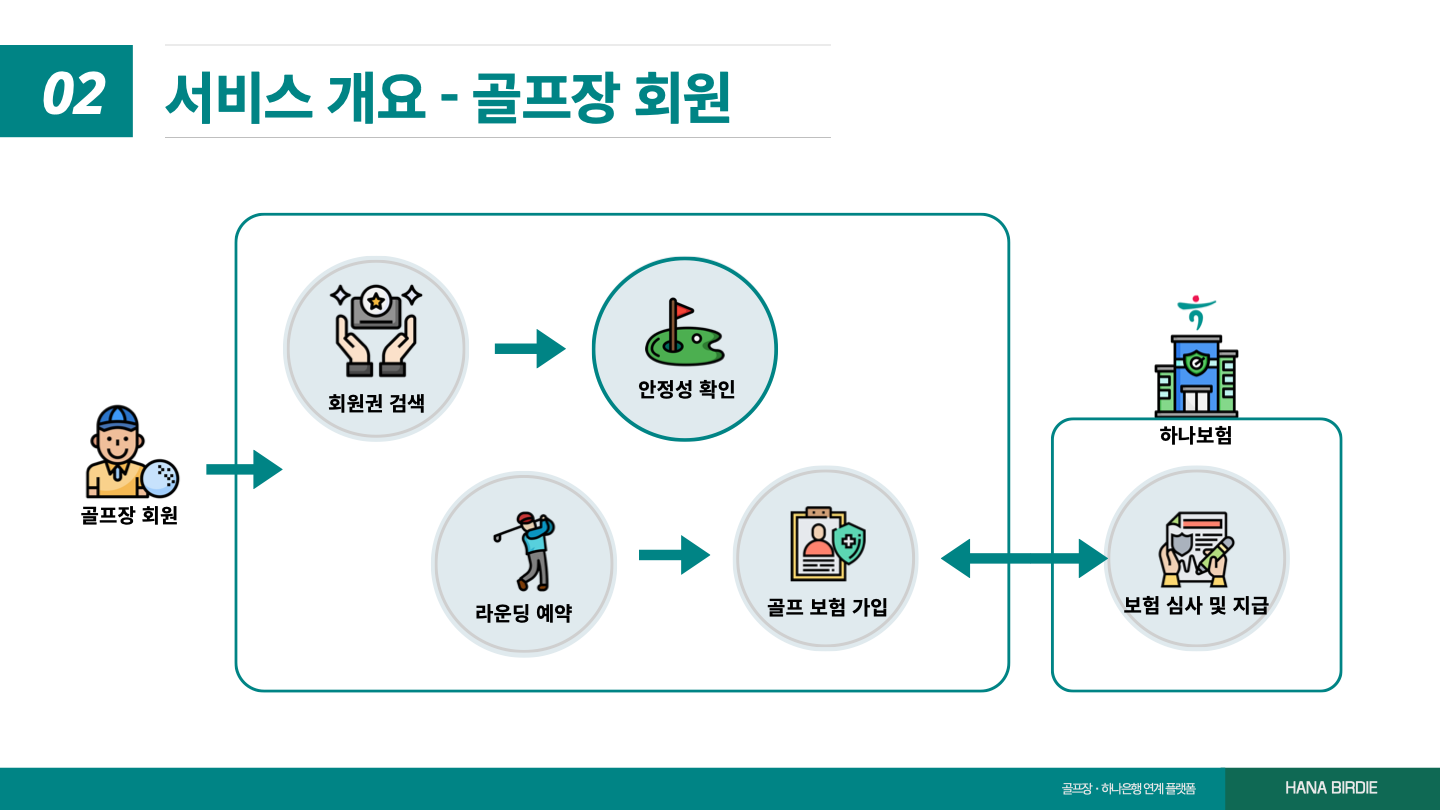 02
서비스 개요 - 골프장 회원
회원권 검색
안정성 확인
골프장 회원
라운딩 예약
골프 보험 가입
하나보험
보험 심사 및 지급
골프장 · 하나은행 연계 플랫폼
HANA BIRDIE